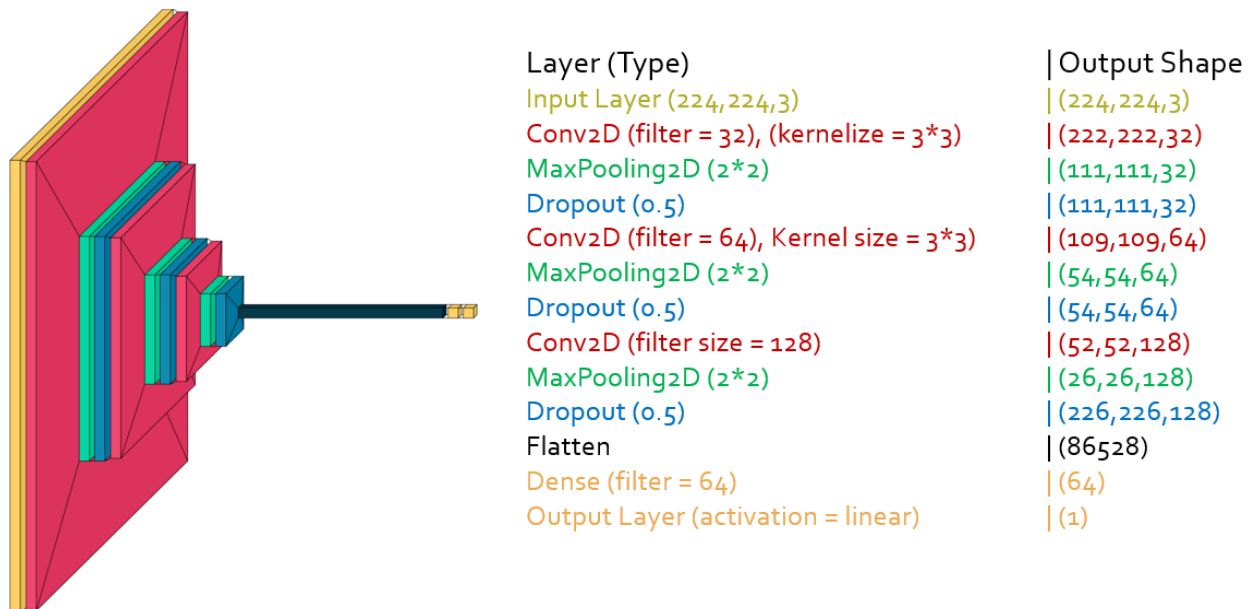 Layer (Type) | Output Shape
Input Layer (224,224,3) | (224,224,3)
Conv2D (filter = 32), (kernelize = 3*3) | (222,222,32)
MaxPooling2D (2*2) | (111,111,32)
Dropout (0.5) | (111,111,32)
Conv2D (filter = 64), Kernel size = 3*3) | (109,109,64)
MaxPooling2D (2*2) | (54,54,64)
Dropout (0.5) | (54,54,64)
Conv2D (filter size = 128) | (52,52,128)
MaxPooling2D (2*2) | (26,26,128)
Dropout (0.5) | (226,226,128)
Flatten | (86528)
Dense (filter = 64) | (64)
Output Layer (activation = linear) | (1)